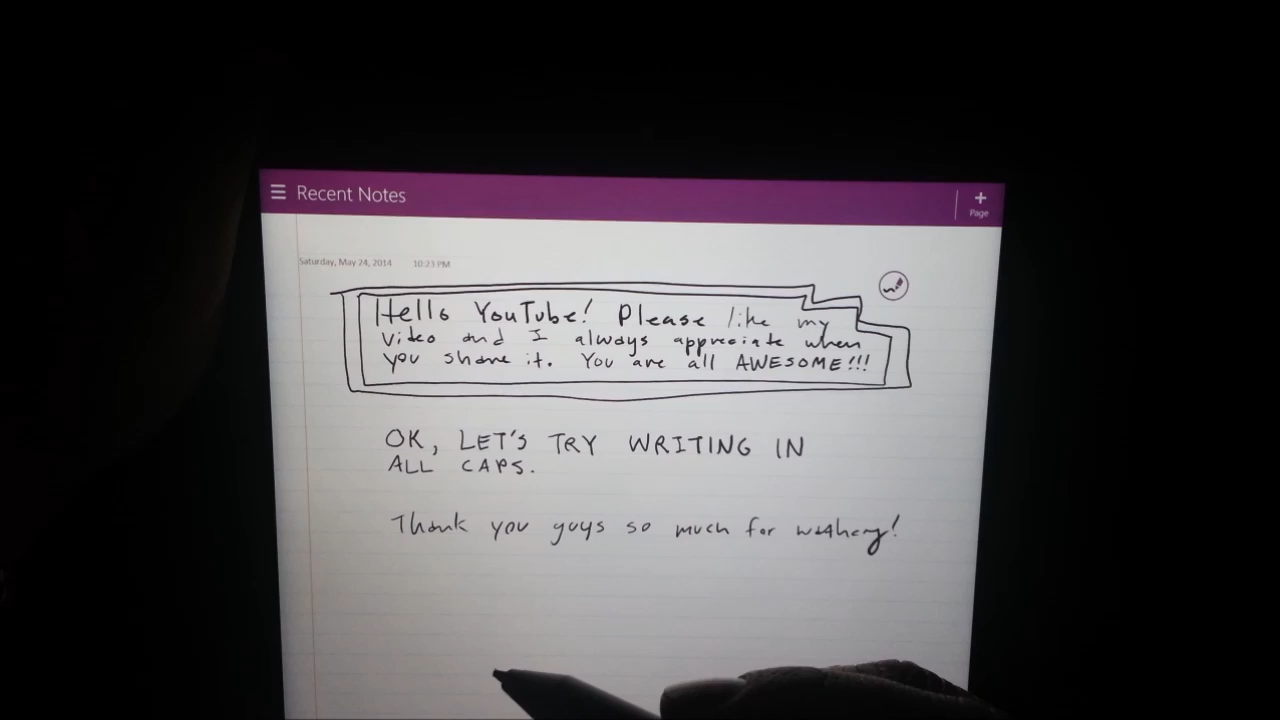 Recent Notes
+
Page
Saturday, May 24, 2014 10:23 PM
Hello YouTube! Please like my
video and I always appreciate when
you share it. You are all AWESOME!!!
OK, LET'S TRY WRITING IN
ALL CAPS.
Thank you guys so much for watching!